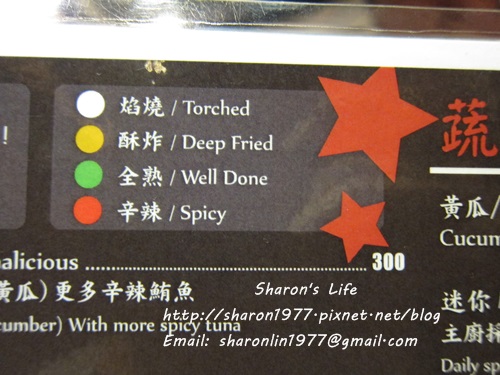 焰燒 / Torched
酥炸 / Deep Fried
全熟 / Well Done
辛辣 / Spicy
alicious 300
黃瓜) 更多辛辣鮪魚
cumber) With more spicy tuna
蔬
黃瓜/
Cucum
迷你
主廚
Daily sp
Sharon's Life
http://sharon1977.pixnet.net/blog
Email: sharonlin1977@gmail.com